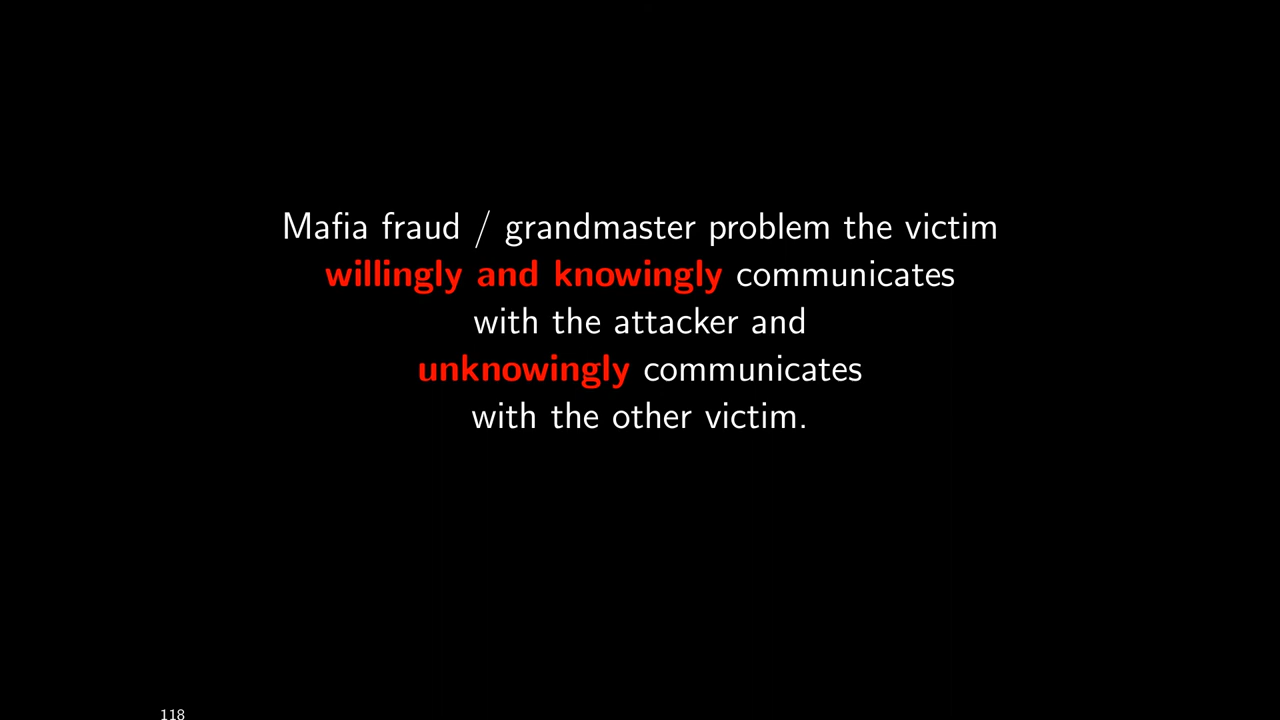 Mafia fraud / grandmaster problem the victim
willingly and knowingly communicates
with the attacker and
unknowingly communicates
with the other victim.
118